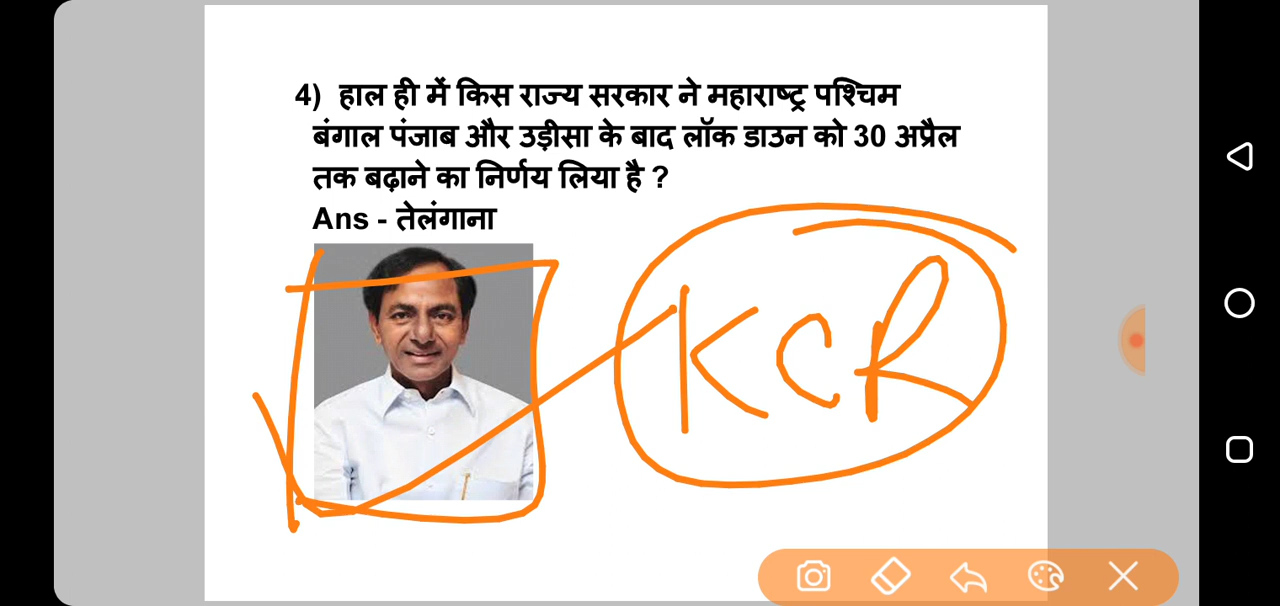 4) हाल ही में किस राज्य सरकार ने महाराष्ट्र पश्चिम
बंगाल पंजाब और उड़ीसा के बाद लॉक डाउन को 30 अप्रैल
तक बढ़ाने का निर्णय लिया है ?
Ans - तेलंगाना
KCR